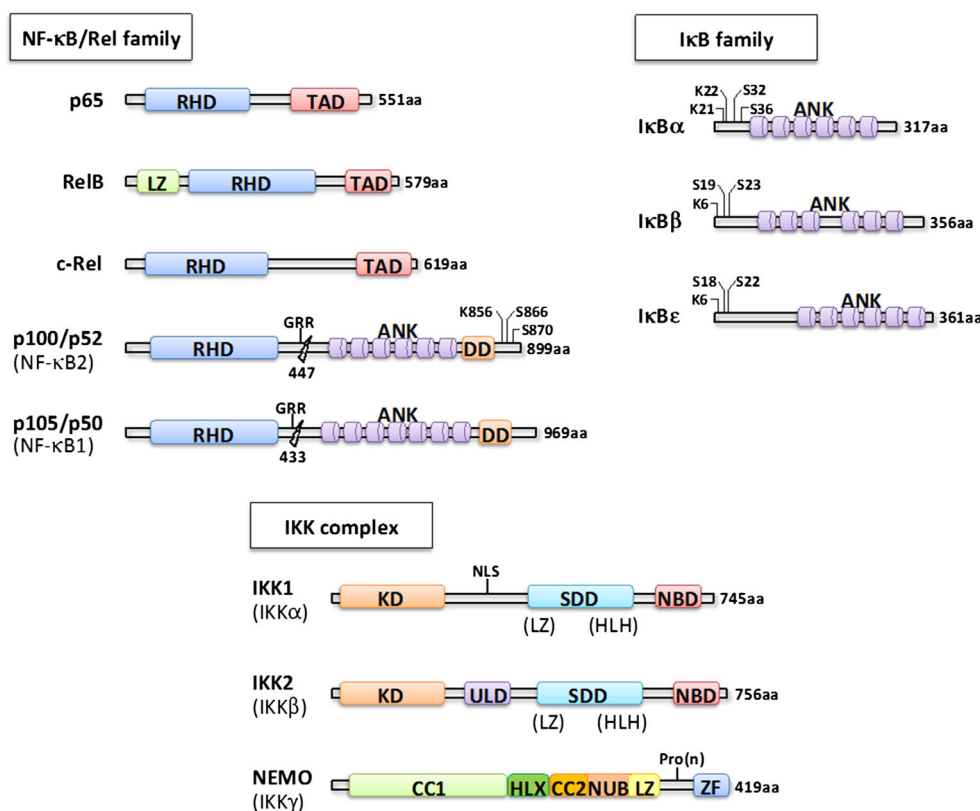 NF-κB/Rel family
p65
RHD TAD 551aa
RelB
LZ RHD TAD 579aa
c-Rel
RHD TAD 619aa
p100/p52
(NF-κB2)
GRR
RHD ANK DD
K856 S866
S870
447
899aa
p105/p50
(NF-κB1)
GRR
RHD ANK DD 969aa
433
IκB family
IκBα
K22 S32
K21 S36
ANK
317aa
IκBβ
S19 S23
K6
ANK
356aa
IκBε
S18 S22
K6
ANK
361aa
IKK complex
IKK1
(IKKα)
NLS
KD SDD NBD 745aa
(LZ) (HLH)
IKK2
(IKKβ)
KD ULD SDD NBD 756aa
(LZ) (HLH)
NEMO
(IKKγ)
Pro(n)
CC1 HLX CC2 NUB LZ ZF 419aa